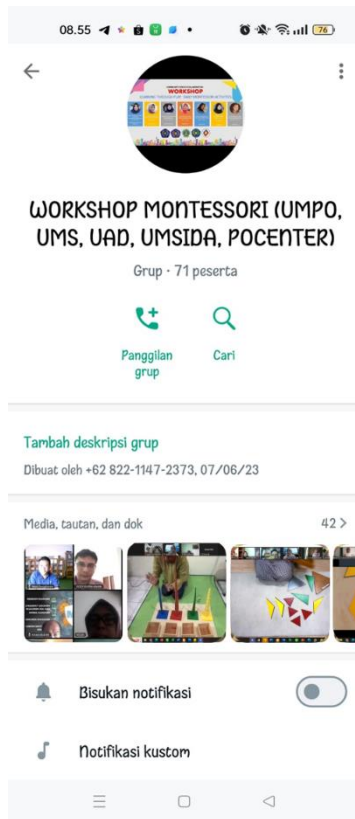 08.55
76
WORKSHOP
WORKSHOP MONTESSORI (UMPO,
UMS, UAD, UMSIDA, POCENTER)
Grup · 71 peserta
Panggilan
grup
Cari
Tambah deskripsi grup
Dibuat oleh +62 822-1147-2373, 07/06/23
Media, tautan, dan dok
42 >
Bisukan notifikasi
Notifikasi kustom